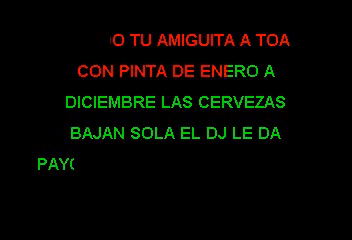 O TU AMIGUITA A TOA
CON PINTA DE ENERO A
DICIEMBRE LAS CERVEZAS
BAJAN SOLA EL DJ LE DA